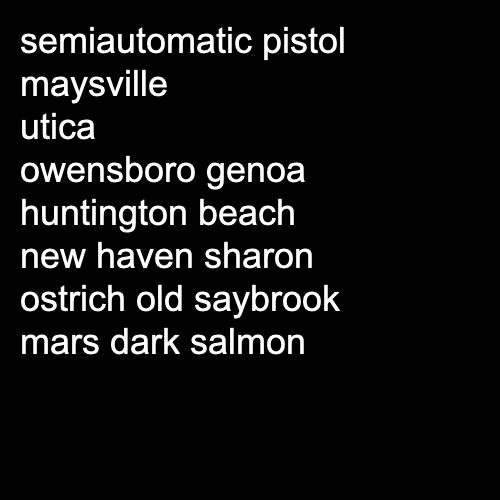 semiautomatic pistol
maysville
utica
owensboro genoa
huntington beach
new haven sharon
ostrich old saybrook
mars dark salmon